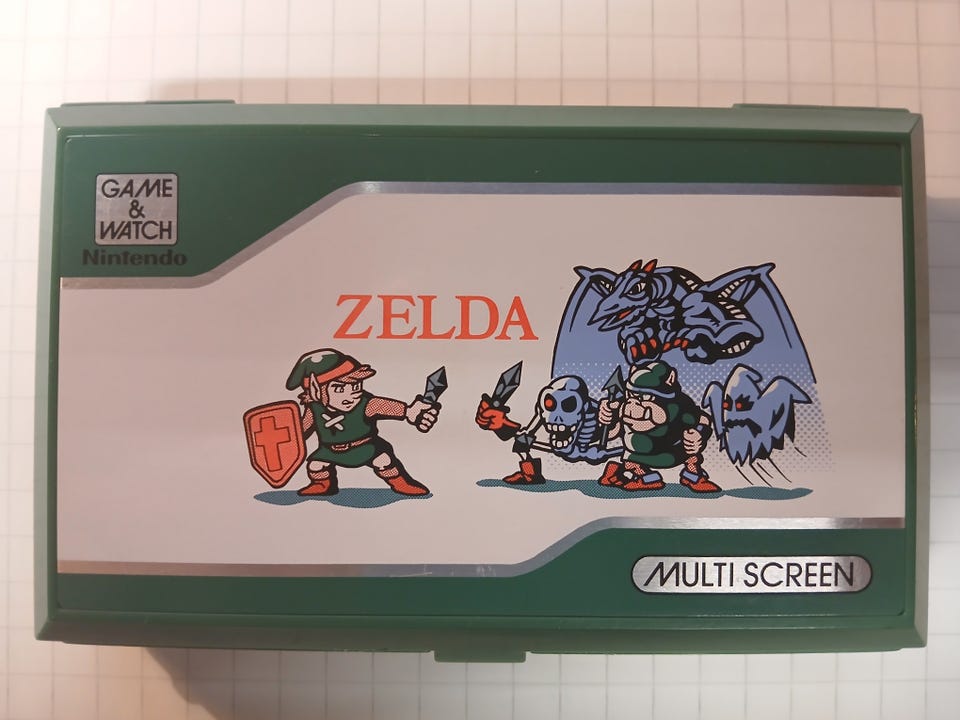 GAME
&
WATCH
Nintendo
ZELDA
MULTI SCREEN